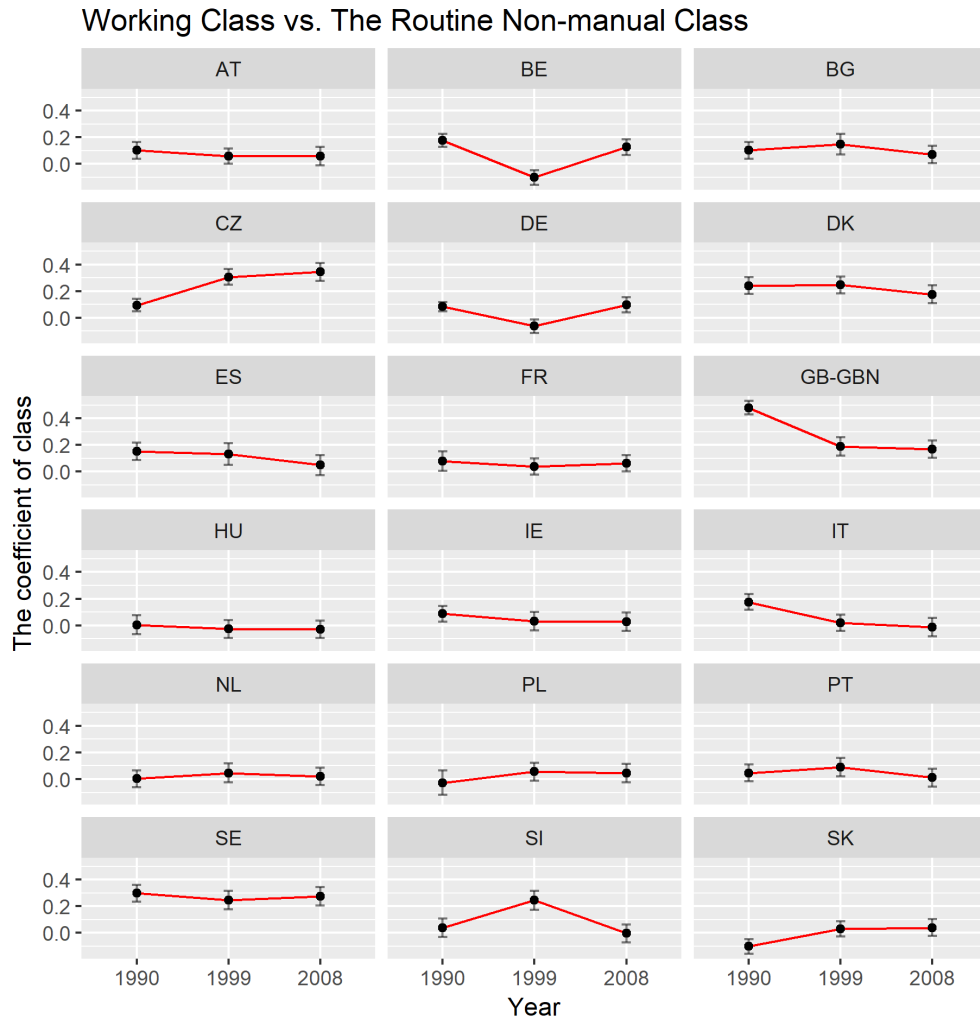 Working Class vs. The Routine Non-manual Class
AT BE BG
0.4
0.2
0.0
CZ DE DK
0.4
0.2
0.0
ES FR GB-GBN
0.4
0.2
0.0
HU IE IT
0.4
0.2
0.0
NL PL PT
0.4
0.2
0.0
SE SI SK
0.4
0.2
0.0
1990 1999 2008 1990 1999 2008 1990 1999 2008
Year
The coefficient of class